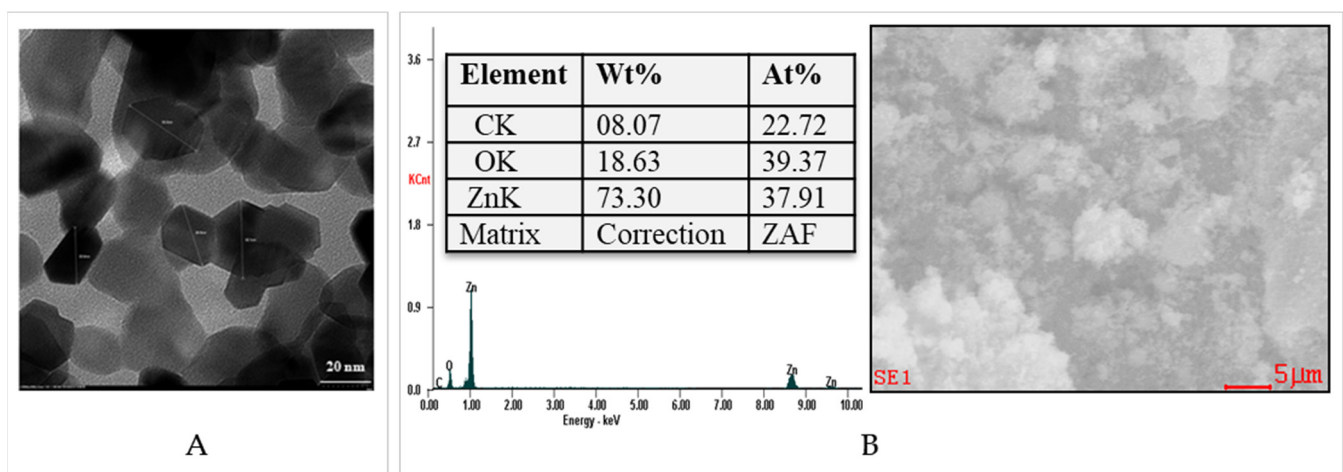 20 nm
A
3.6
2.7
KCnt
1.8
0.9
0.0
Element Wt% At%
CK 08.07 22.72
OK 18.63 39.37
ZnK 73.30 37.91
Matrix Correction ZAF
C O Zn Zn Zn
0.00 1.00 2.00 3.00 4.00 5.00 6.00 7.00 8.00 9.00 10.00
Energy - keV
SE1
5µm
B